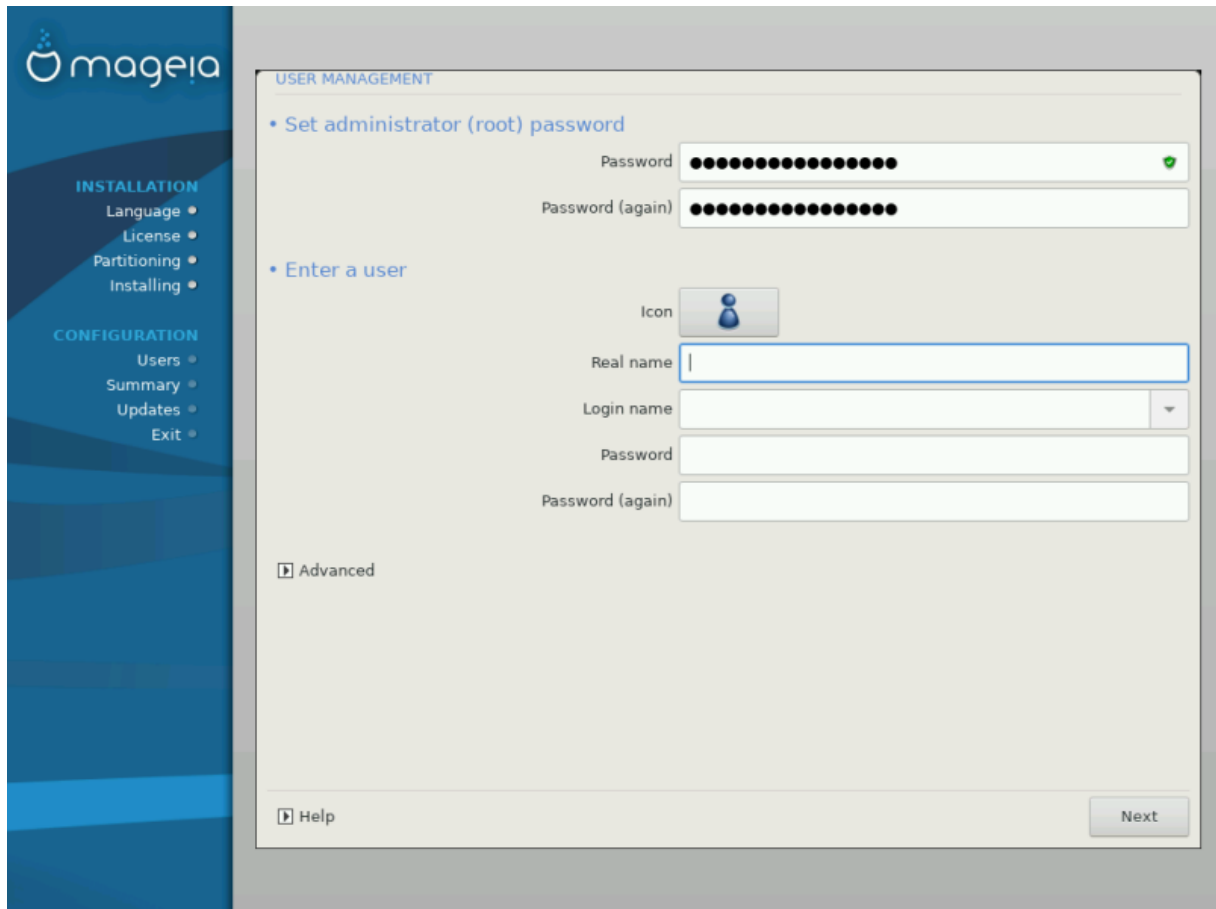 mageia
INSTALLATION
Language
License
Partitioning
Installing
CONFIGURATION
Users
Summary
Updates
Exit
USER MANAGEMENT
• Set administrator (root) password
Password ●●●●●●●●●●●●●●●●
Password (again) ●●●●●●●●●●●●●●●●
• Enter a user
Icon
Real name
Login name
Password
Password (again)
Advanced
Help
Next